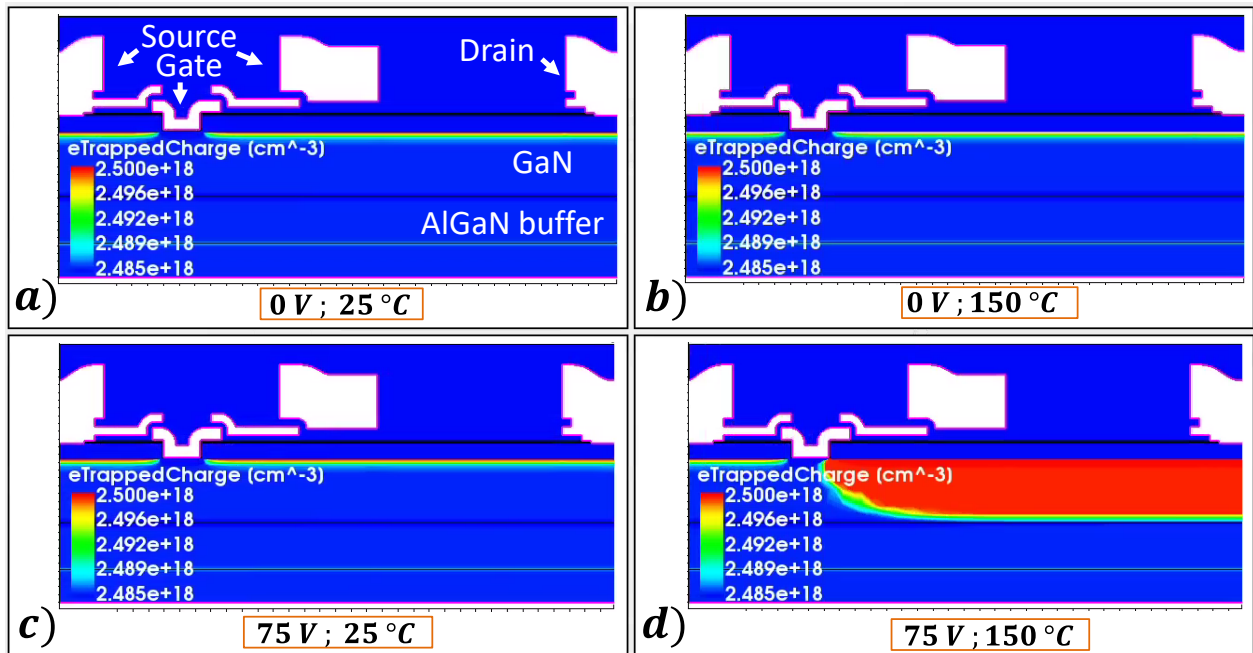 Source
Gate
Drain
eTrappedCharge (cm^-3)
2.500e+18
2.496e+18
2.492e+18
2.489e+18
2.485e+18
GaN
AlGaN buffer
a)
0 V ; 25 °C
eTrappedCharge (cm^-3)
2.500e+18
2.496e+18
2.492e+18
2.489e+18
2.485e+18
b)
0 V ; 150 °C
eTrappedCharge (cm^-3)
2.500e+18
2.496e+18
2.492e+18
2.489e+18
2.485e+18
c)
75 V ; 25 °C
eTrappedCharge (cm^-3)
2.500e+18
2.496e+18
2.492e+18
2.489e+18
2.485e+18
d)
75 V ; 150 °C